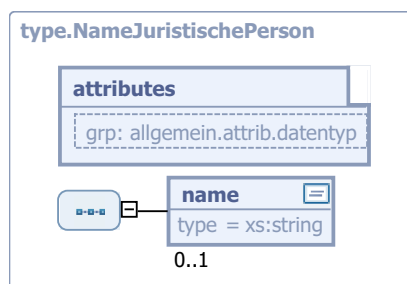 type.NameJuristischePerson
attributes
grp: allgemein.attrib.datentyp
name
type = xs:string
0..1